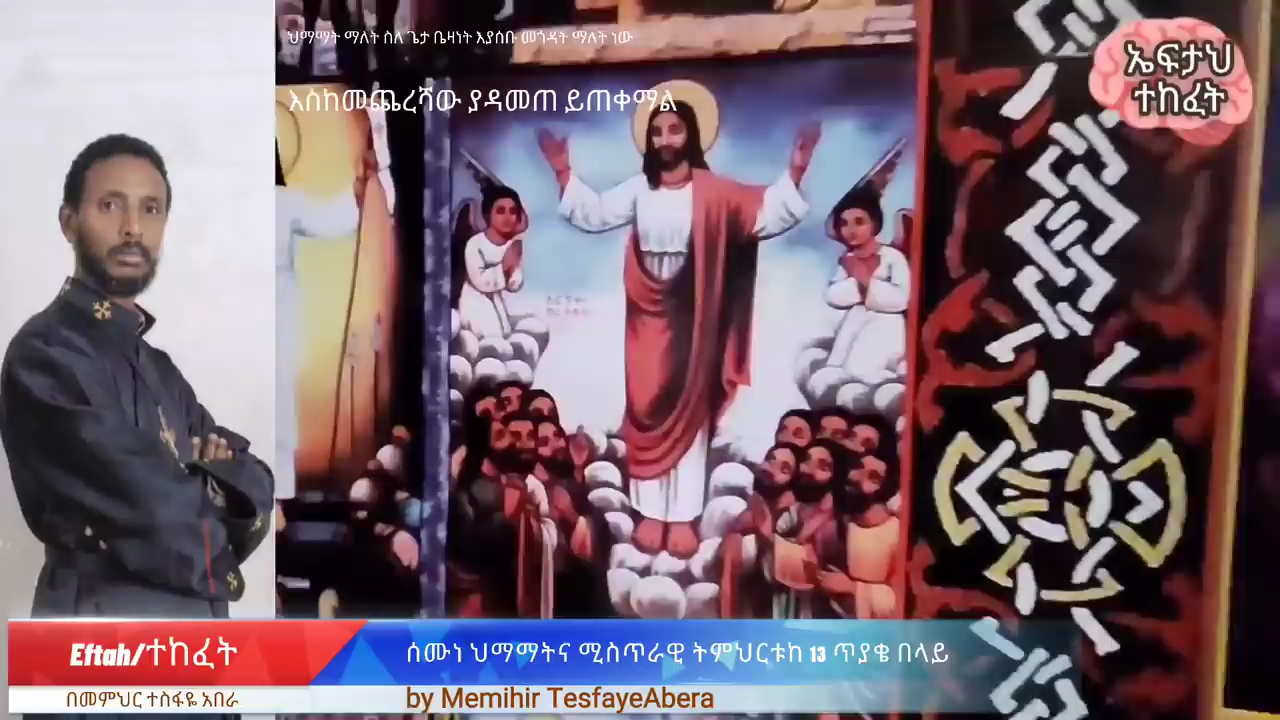 ህማማት ማለት ስለ ጌታ ቤዛነት እያሰቡ መጎዳት ማለት ነው
እስከመጨረሻው ያዳመጠ ይጠቀማል
ኤፍታህ
ተከፈት
Eftah/ተከፈት
ሰሙነ ህማማትና ሚስጥራዊ ትምህርቱከ 13 ጥያቄ በላይ
በመምህር ተስፋዬ አበራ
by Memihir TesfayeAbera